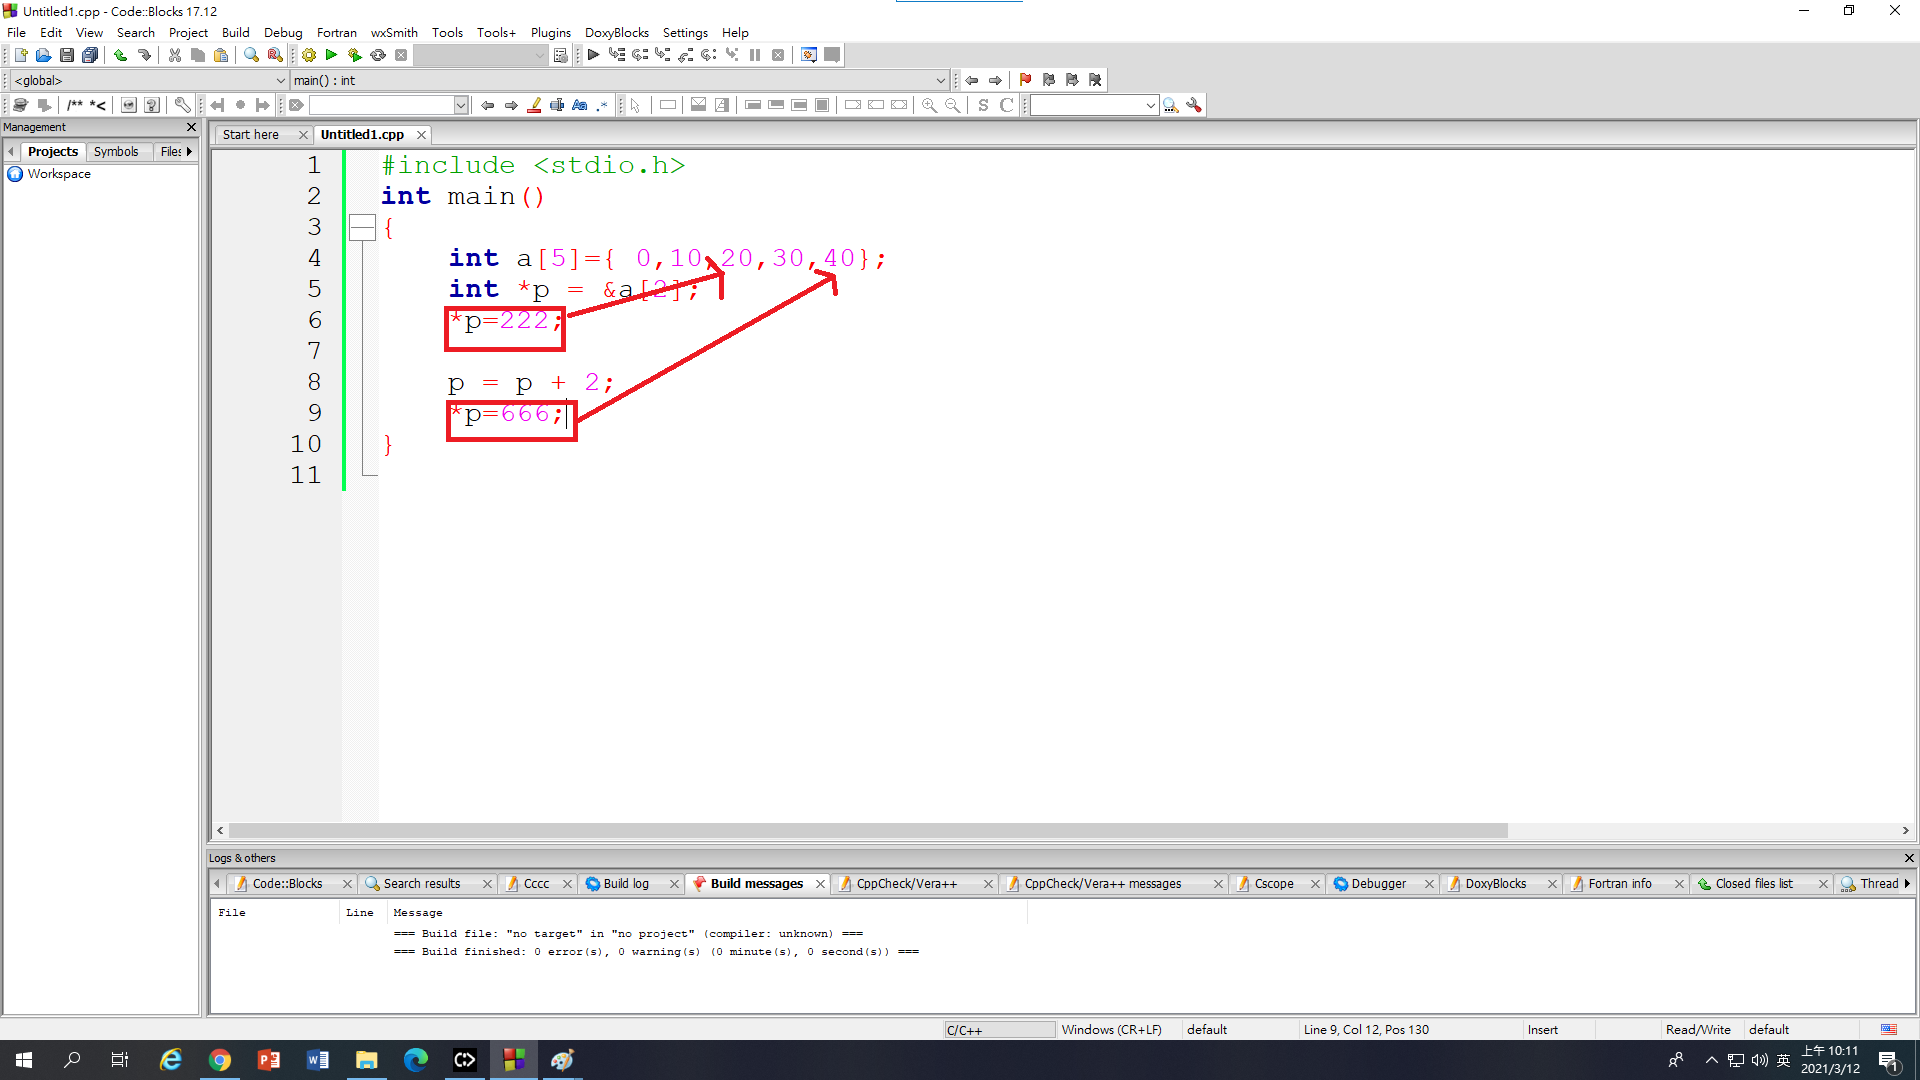 Untitled1.cpp - Code::Blocks 17.12
File Edit View Search Project Build Debug Fortran wxSmith Tools Tools+ Plugins DoxyBlocks Settings Help
<global> main() : int
/** *<
Aa .*
S C
Management
Projects Symbols Files
Workspace
Start here Untitled1.cpp
1 #include <stdio.h>
2 int main()
3 {
4 int a[5]={ 0,10,20,30,40};
5 int *p = &a[2];
6 *p=222;
7
8 p = p + 2;
9 *p=666;
10 }
11
Logs & others
Code::Blocks Search results Cccc Build log Build messages CppCheck/Vera++ CppCheck/Vera++ messages Cscope Debugger DoxyBlocks Fortran info Closed files list Thread
File Line Message
=== Build file: "no target" in "no project" (compiler: unknown) ===
=== Build finished: 0 error(s), 0 warning(s) (0 minute(s), 0 second(s)) ===
C/C++ Windows (CR+LF) default Line 9, Col 12, Pos 130 Insert Read/Write default
英 上午 10:11
2021/3/12
1